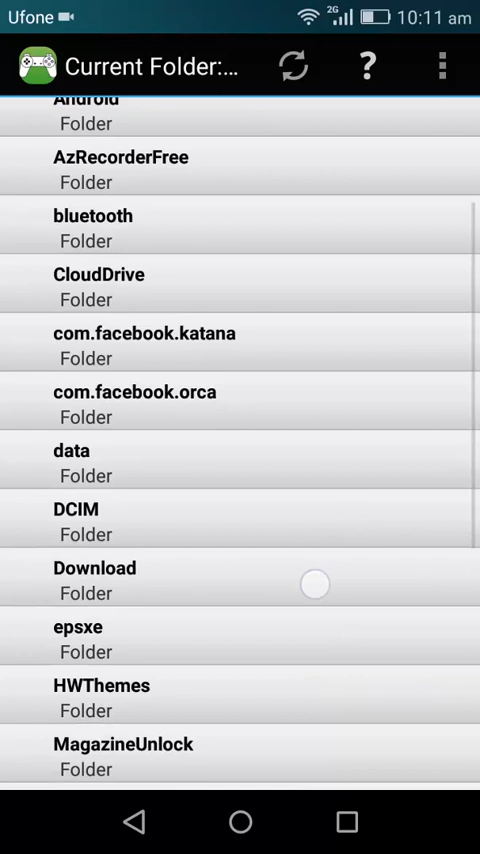 Ufone
2G
10:11 am
Current Folder:...
?
Android
Folder
AzRecorderFree
Folder
bluetooth
Folder
CloudDrive
Folder
com.facebook.katana
Folder
com.facebook.orca
Folder
data
Folder
DCIM
Folder
Download
Folder
epsxe
Folder
HWThemes
Folder
MagazineUnlock
Folder